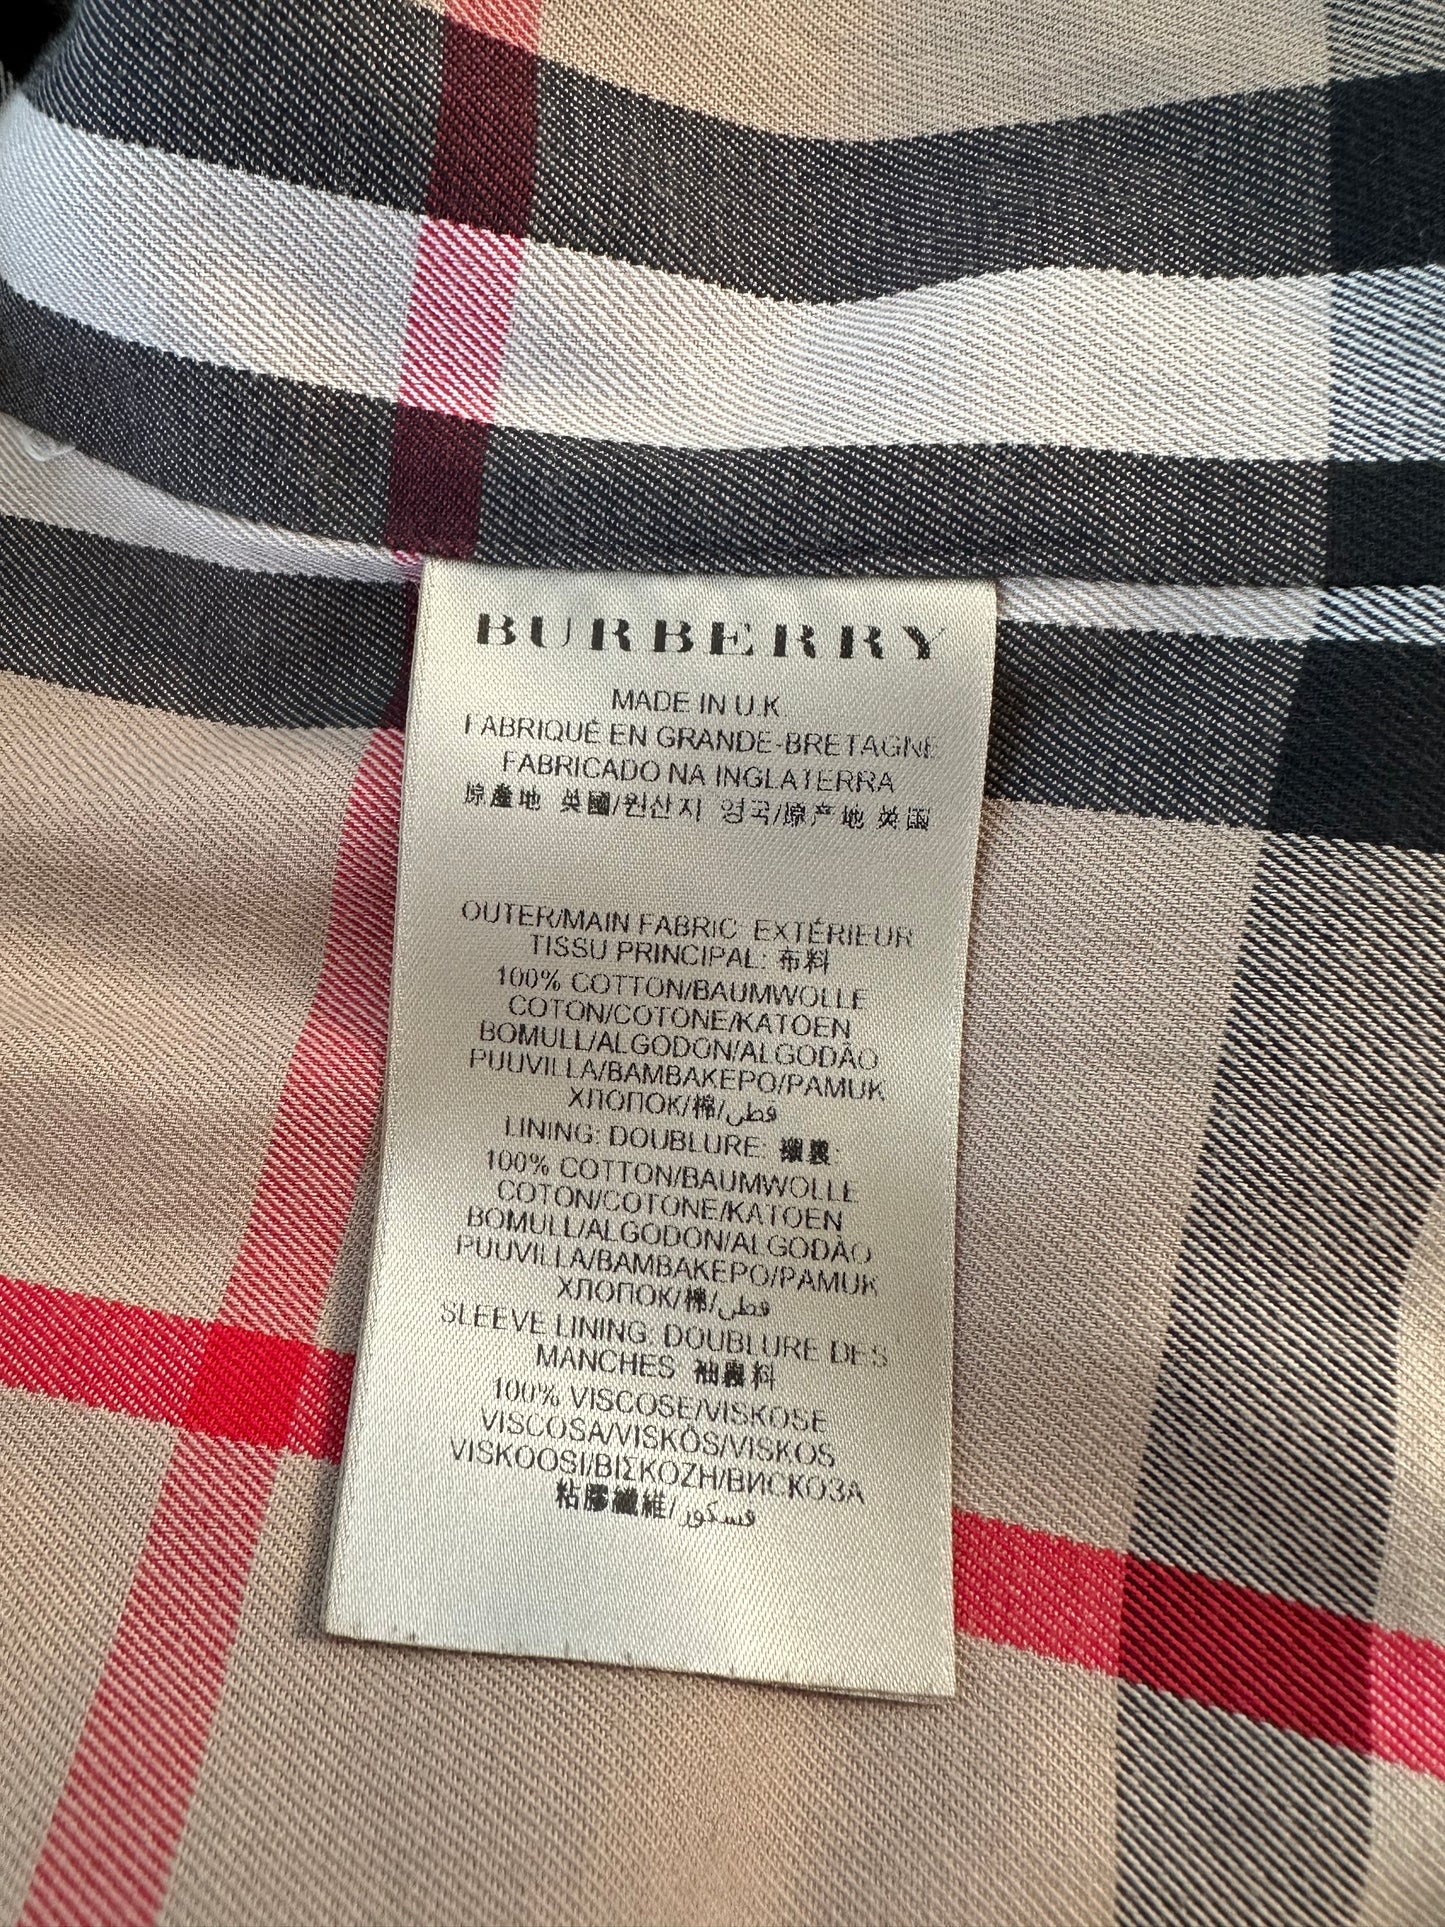 BURBERRY
MADE IN U.K.
FABRIQUÉ EN GRANDE-BRETAGNE
FABRICADO NA INGLATERRA
原產地 英國/원산지 영국/原产地 英国
OUTER/MAIN FABRIC: EXTÉRIEUR
TISSU PRINCIPAL: 布料
100% COTTON/BAUMWOLLE
COTON/COTONE/KATOEN
BOMULL/ALGODON/ALGODÃO
PUUVILLA/BAMBAKEPO/PAMUK
ХЛОПОК/棉/قطن
LINING: DOUBLURE: 裏:
100% COTTON/BAUMWOLLE
COTON/COTONE/KATOEN
BOMULL/ALGODON/ALGODÃO
PUUVILLA/BAMBAKEPO/PAMUK
ХЛОПОК/棉/قطن
SLEEVE LINING: DOUBLURE DES
MANCHES 袖裏料
100% VISCOSE/VISKOSE
VISCOSA/VISKÓS/VISKOS
VISKOOSI/ΒΙΣΚΟΖΗ/ВИСКОЗА
粘膠纖維/فسكوز